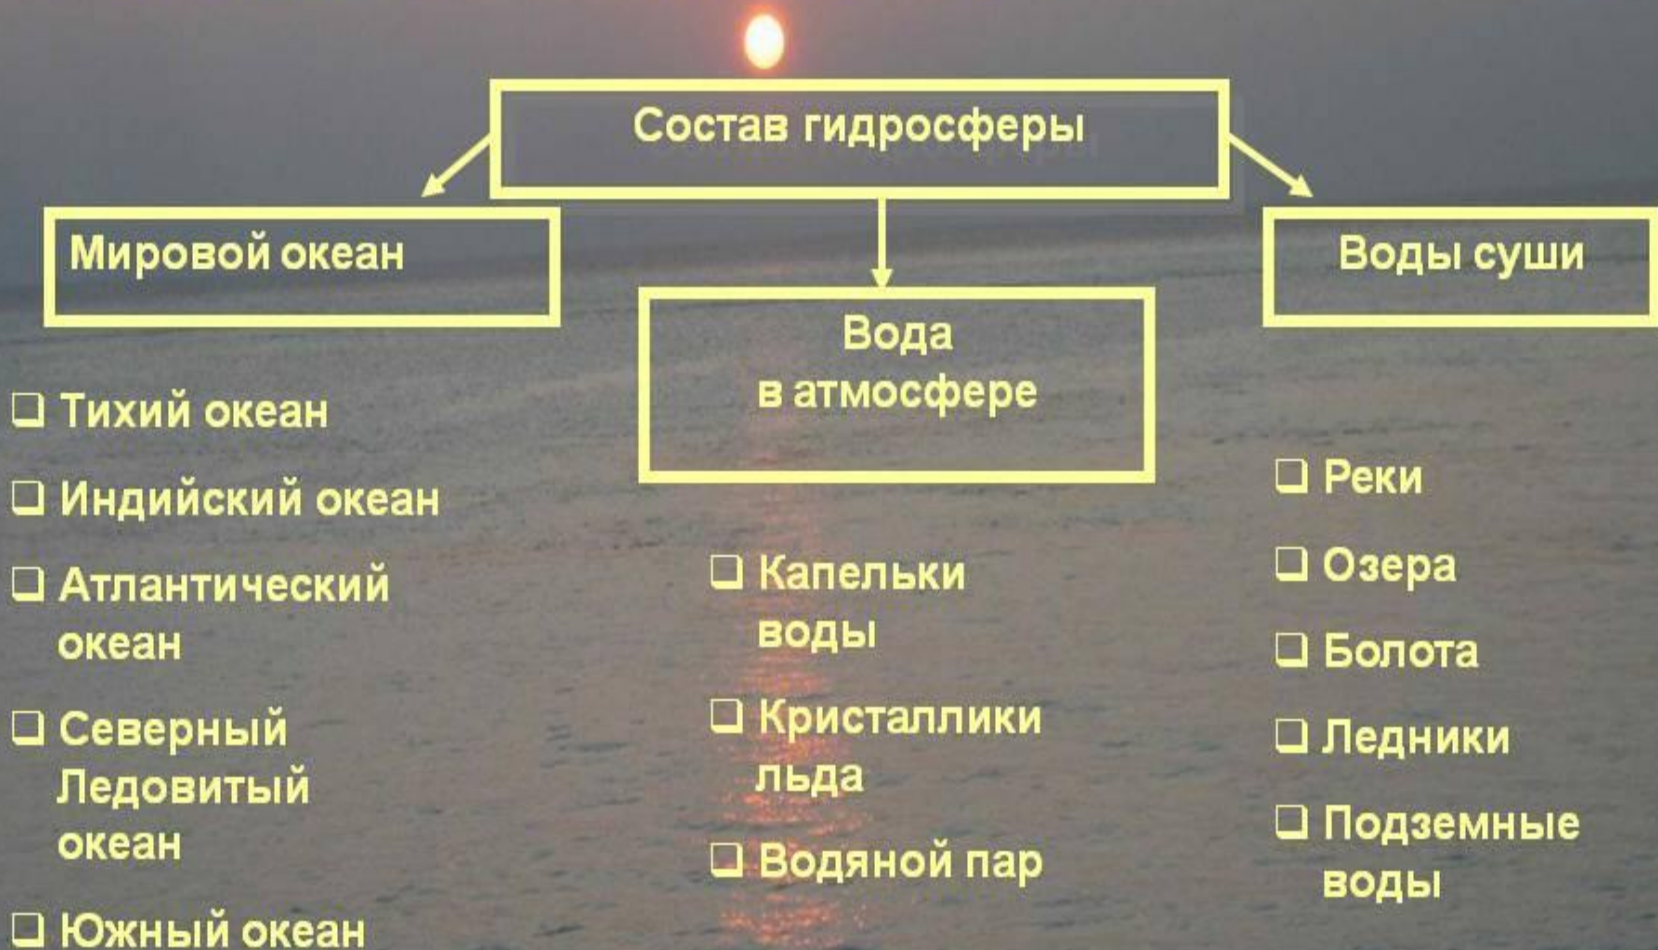 Состав гидросферы
Мировой океан
❑ Тихий океан
❑ Индийский океан
❑ Атлантический
океан
❑ Северный
Ледовитый
океан
❑ Южный океан
Вода
в атмосфере
❑ Капельки
воды
❑ Кристаллики
льда
❑ Водяной пар
Воды суши
❑ Реки
❑ Озера
❑ Болота
❑ Ледники
❑ Подземные
воды